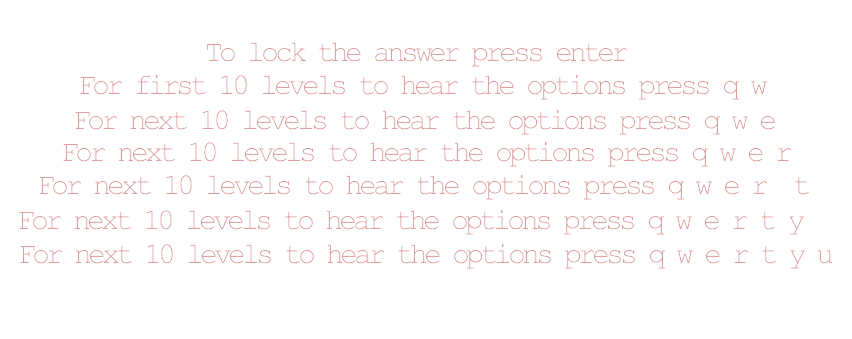 To lock the answer press enter
For first 10 levels to hear the options press q w
For next 10 levels to hear the options press q w e
For next 10 levels to hear the options press q w e r
For next 10 levels to hear the options press q w e r t
For next 10 levels to hear the options press q w e r t y
For next 10 levels to hear the options press q w e r t y u